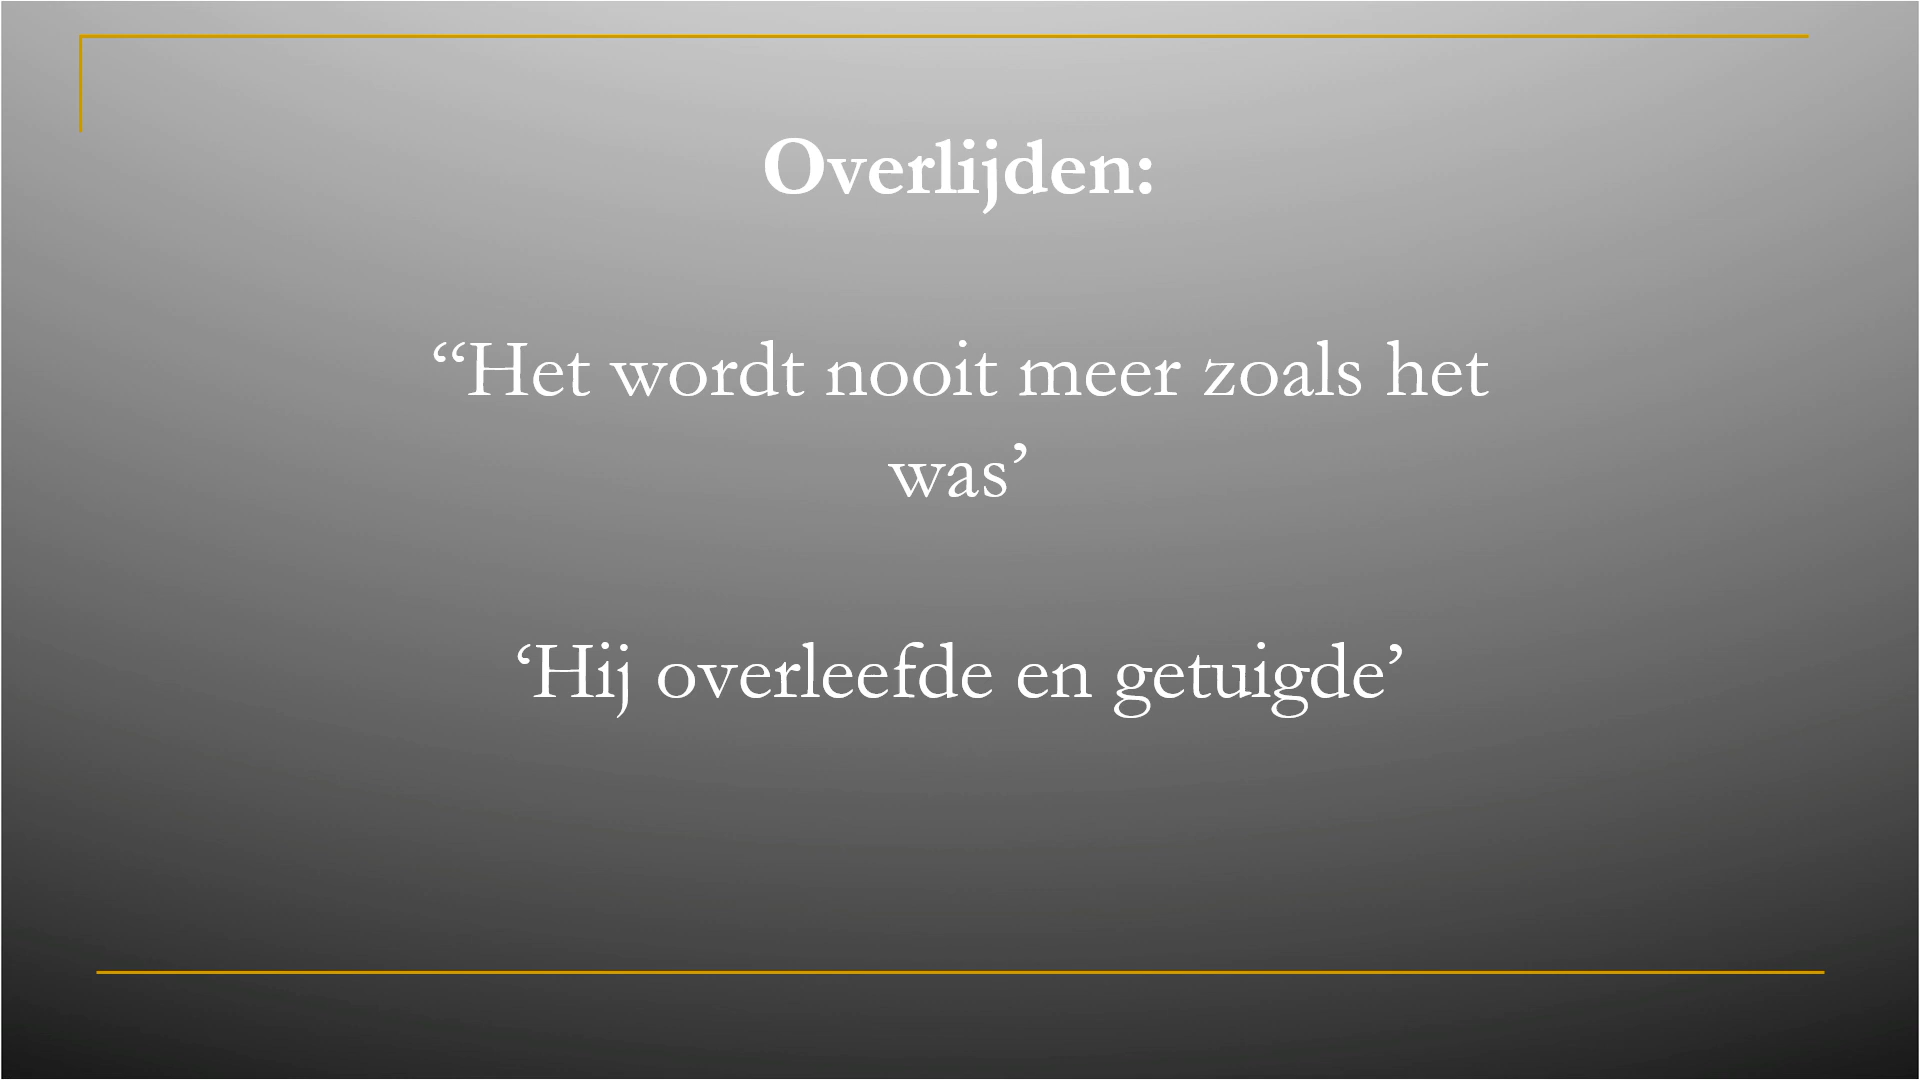 Overlijden:
“Het wordt nooit meer zoals het
was’
‘Hij overleefde en getuigde’